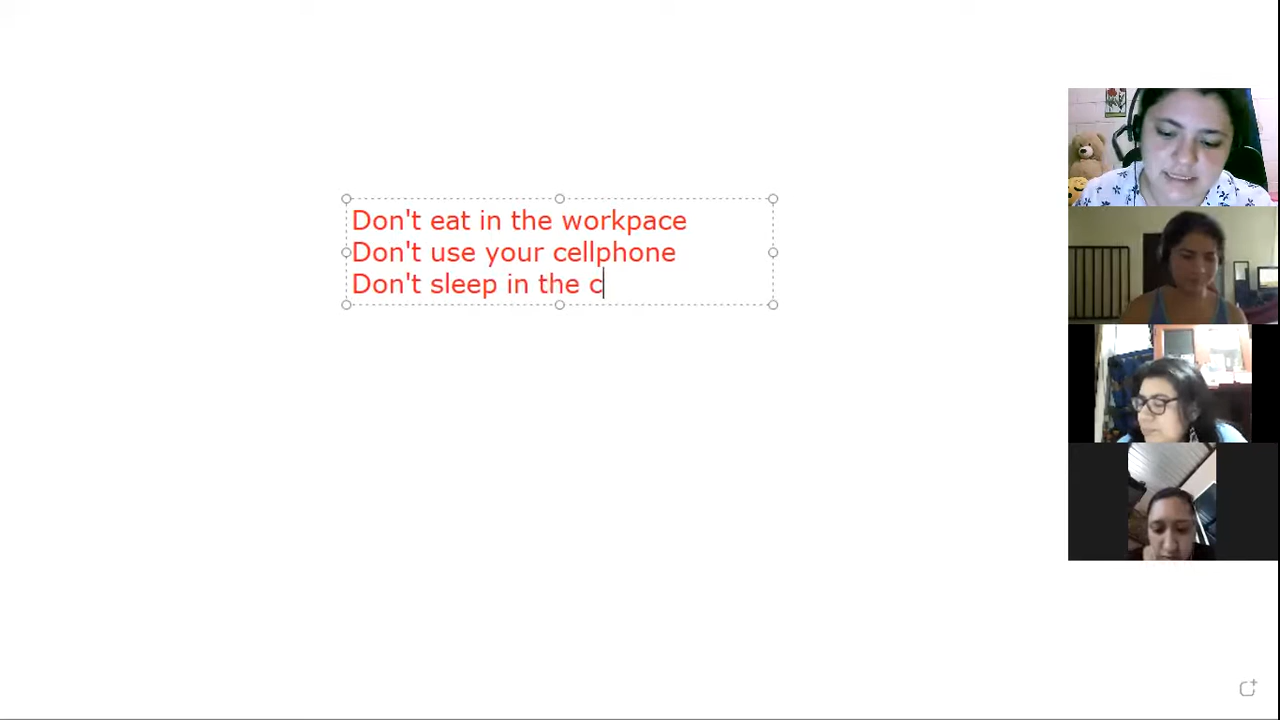 Don't eat in the workpace
Don't use your cellphone
Don't sleep in the c